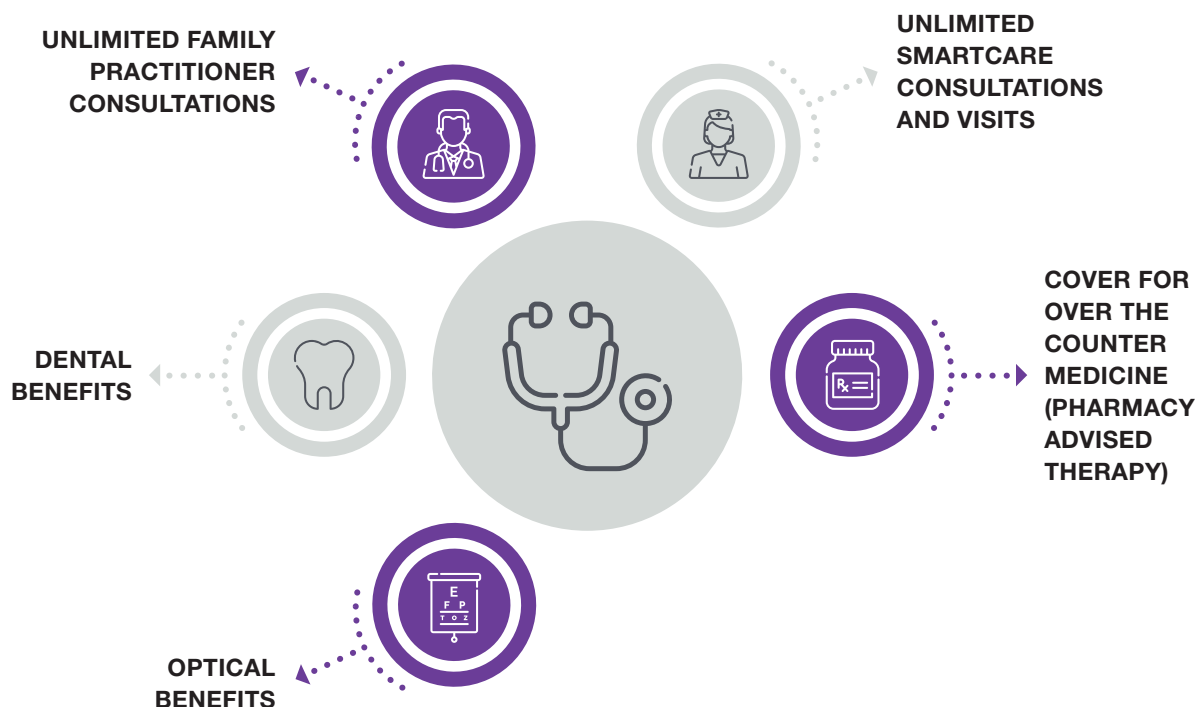 UNLIMITED FAMILY
PRACTITIONER
CONSULTATIONS
UNLIMITED
SMARTCARE
CONSULTATIONS
AND VISITS
DENTAL
BENEFITS
Rx
COVER FOR
OVER THE
COUNTER
MEDICINE
(PHARMACY
ADVISED
THERAPY)
E
F P
T O Z
OPTICAL
BENEFITS